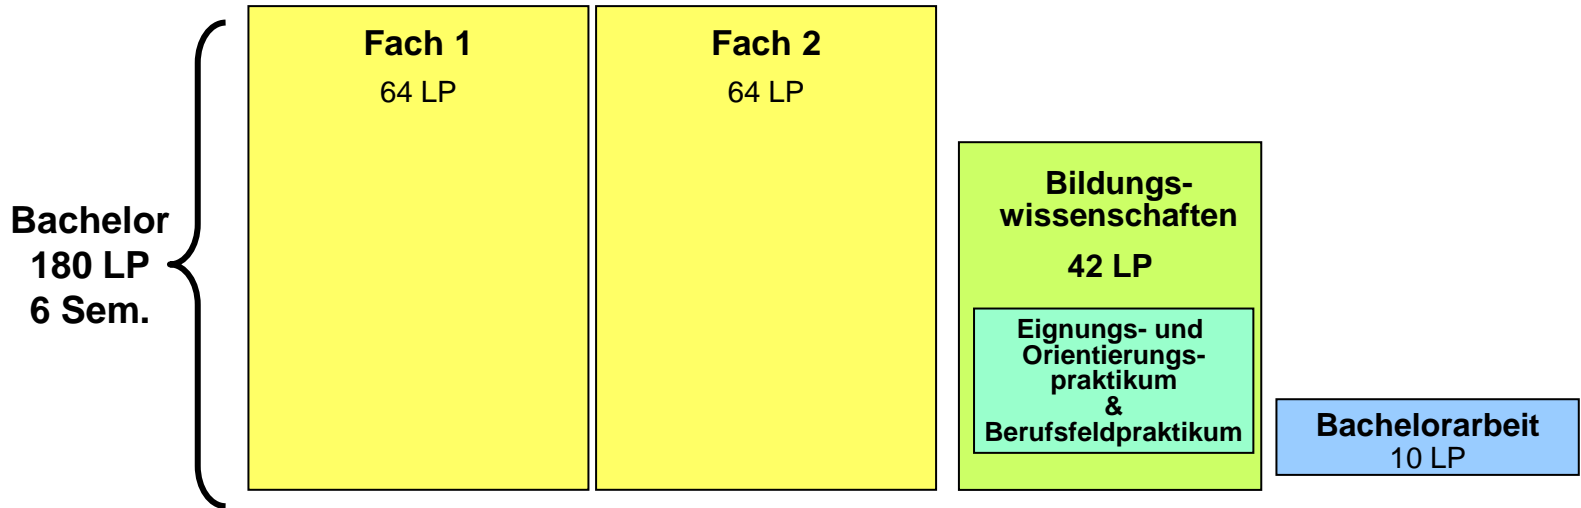 Bachelor
180 LP
6 Sem.
Fach 1
64 LP
Fach 2
64 LP
Bildungs-
wissenschaften
42 LP
Eignungs- und
Orientierungs-
praktikum
&
Berufsfeldpraktikum
Bachelorarbeit
10 LP